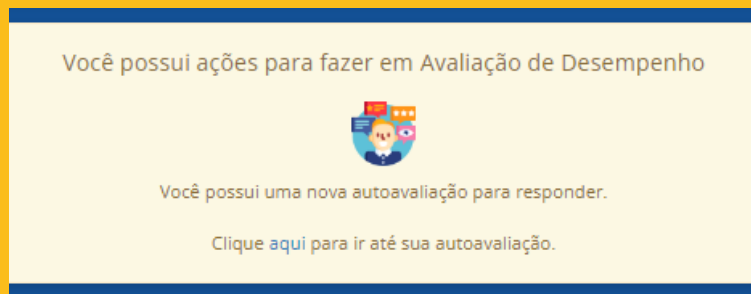 Você possui ações para fazer em Avaliação de Desempenho
Você possui uma nova autoavaliação para responder.
Clique aqui para ir até sua autoavaliação.